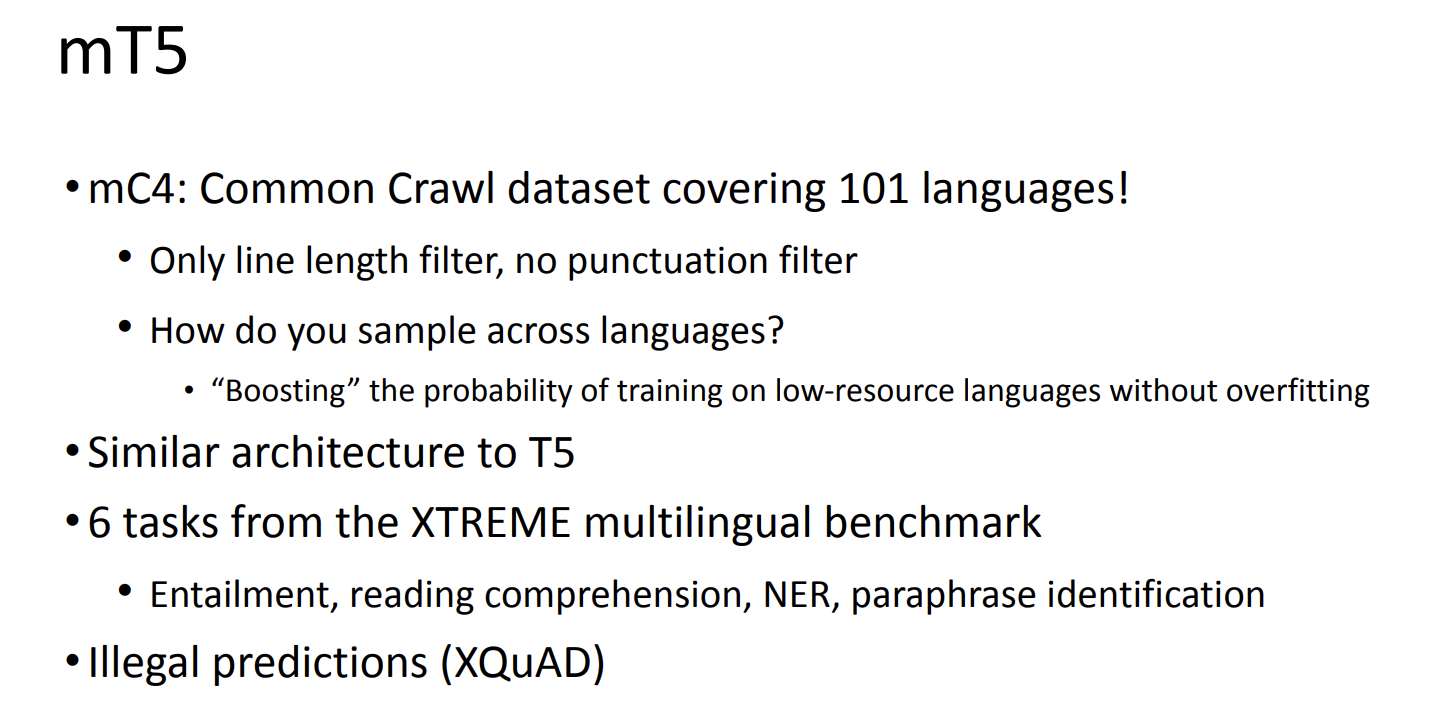 mT5
• mC4: Common Crawl dataset covering 101 languages!
• Only line length filter, no punctuation filter
• How do you sample across languages?
• “Boosting” the probability of training on low-resource languages without overfitting
• Similar architecture to T5
• 6 tasks from the XTREME multilingual benchmark
• Entailment, reading comprehension, NER, paraphrase identification
• Illegal predictions (XQuAD)